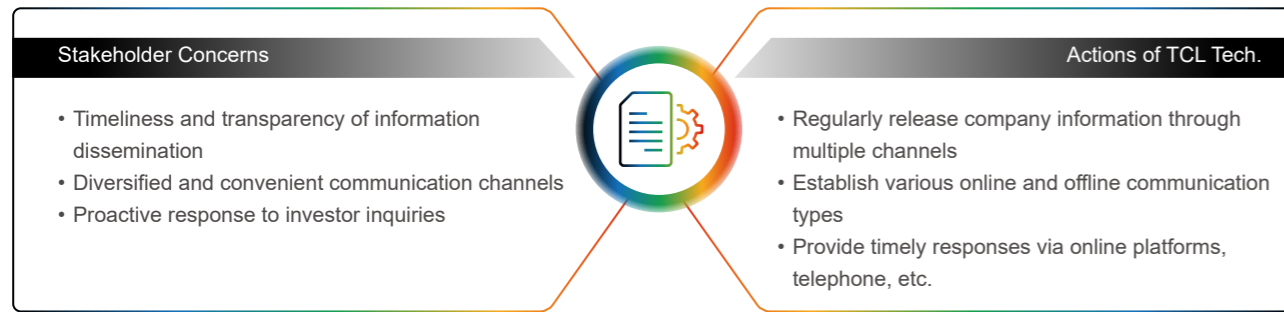 Stakeholder Concerns
• Timeliness and transparency of information
dissemination
• Diversified and convenient communication channels
• Proactive response to investor inquiries
Actions of TCL Tech.
• Regularly release company information through
multiple channels
• Establish various online and offline communication
types
• Provide timely responses via online platforms,
telephone, etc.